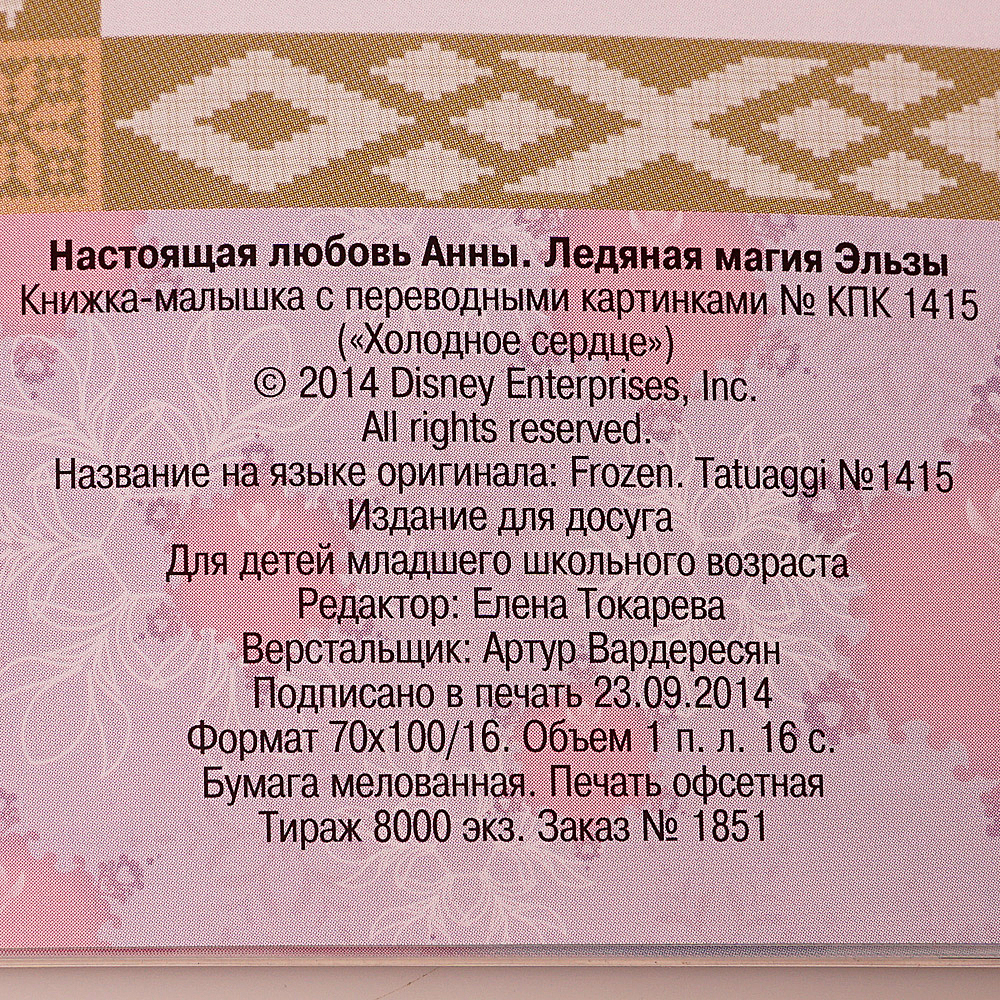 Настоящая любовь Анны. Ледяная магия Эльзы
Книжка-малышка с переводными картинками № КПК 1415
(«Холодное сердце»)
© 2014 Disney Enterprises, Inc.
All rights reserved.
Название на языке оригинала: Frozen. Tatuaggi №1415
Издание для досуга
Для детей младшего школьного возраста
Редактор: Елена Токарева
Верстальщик: Артур Вардересян
Подписано в печать 23.09.2014
Формат 70x100/16. Объем 1 п. л. 16 с.
Бумага мелованная. Печать офсетная
Тираж 8000 экз. Заказ № 1851